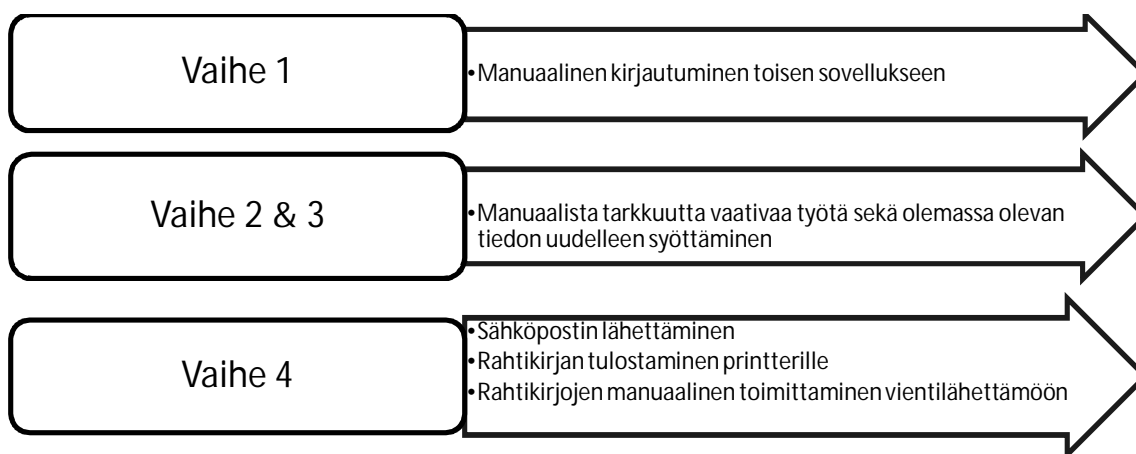 Vaihe 1
•Manuaalinen kirjautuminen toisen sovellukseen
Vaihe 2 & 3
•Manuaalista tarkkuutta vaativaa työtä sekä olemassa olevan
tiedon uudelleen syöttäminen
Vaihe 4
•Sähköpostin lähettäminen
•Rahtikirjan tulostaminen printterille
•Rahtikirjojen manuaalinen toimittaminen vientilähettämöön